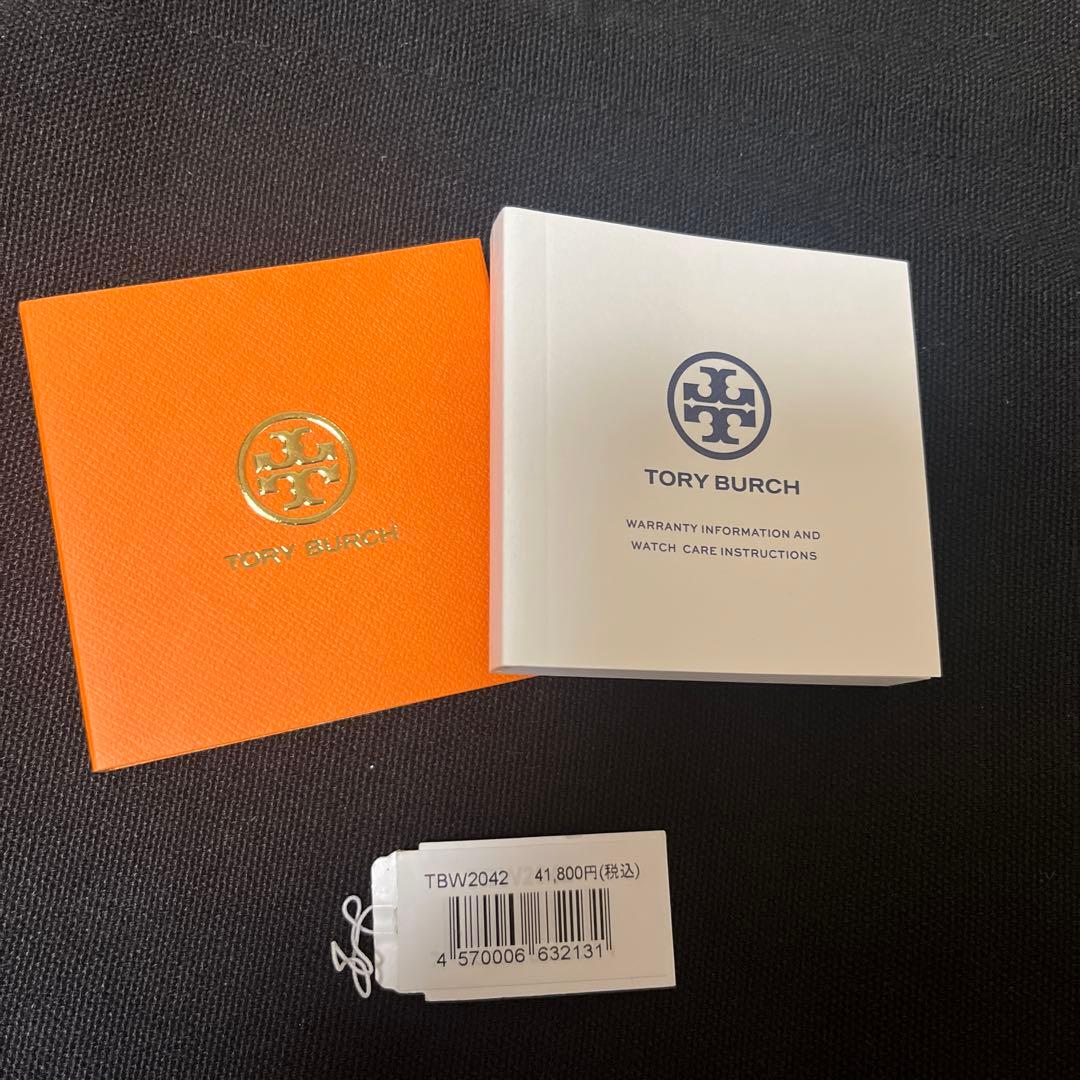 TORY BURCH
TORY BURCH
WARRANTY INFORMATION AND
WATCH CARE INSTRUCTIONS
TBW2042 41,800円(税込)
4 570006 632131